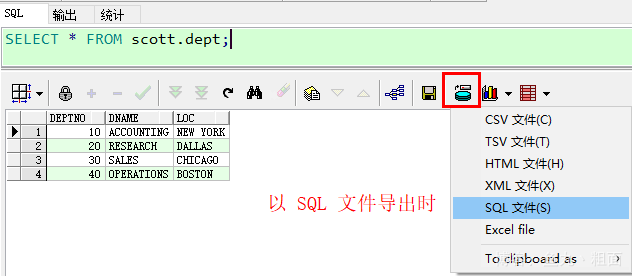 SQL 输出 统计
SELECT * FROM scott.dept;
DEPTNO DNAME LOC
1 10 ACCOUNTING NEW YORK
2 20 RESEARCH DALLAS
3 30 SALES CHICAGO
4 40 OPERATIONS BOSTON
以 SQL 文件导出时
CSV 文件(C)
TSV 文件(T)
HTML 文件(H)
XML 文件(X)
SQL 文件(S)
Excel file
To clipboard as